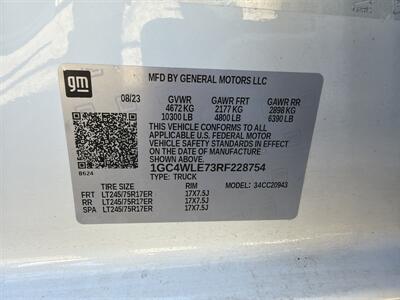 gm
MFD BY GENERAL MOTORS LLC
08/23 GVWR GAWR FRT GAWR RR
4672 KG 2177 KG 2898 KG
10300 LB 4800 LB 6390 LB
THIS VEHICLE CONFORMS TO ALL
APPLICABLE U.S. FEDERAL MOTOR
VEHICLE SAFETY STANDARDS IN EFFECT
ON THE DATE OF MANUFACTURE
SHOWN ABOVE.
1GC4WLE73RF228754
B624 TYPE: TRUCK
TIRE SIZE RIM MODEL: 34CC20943
FRT LT245/75R17ER 17X7.5J
RR LT245/75R17ER 17X7.5J
SPA LT245/75R17ER 17X7.5J